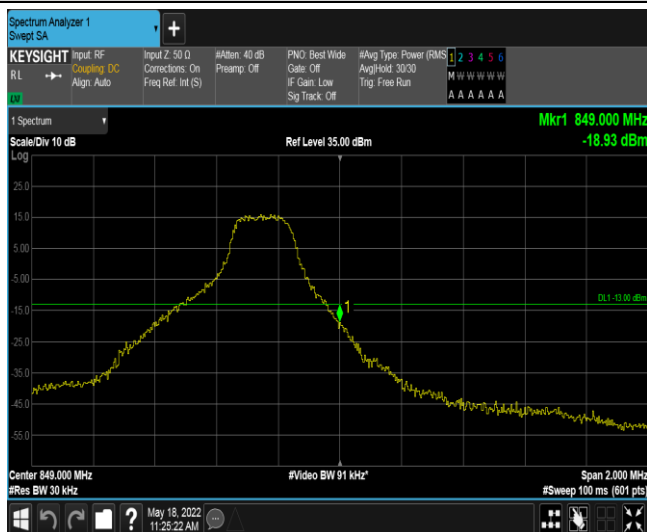 Spectrum Analyzer 1
Swept SA
+
KEYSIGHT
RL
Input: RF
Coupling: DC
Align: Auto
Input Z: 50 Ω
Corrections: On
Freq Ref: Int (S)
#Atten: 40 dB
Preamp: Off
PNO: Best Wide
Gate: Off
IF Gain: Low
Sig Track: Off
#Avg Type: Power (RMS
Avg|Hold: 30/30
Trig: Free Run
1 2 3 4 5 6
M W W W W W
A A A A A A
1 Spectrum
Scale/Div 10 dB
Log
Ref Level 35.00 dBm
Mkr1 849.000 MHz
-18.93 dBm
25.0
15.0
5.00
-5.00
-15.0
-25.0
-35.0
-45.0
-55.0
1
DL1 -13.00 dBm
Center 849.000 MHz
#Res BW 30 kHz
#Video BW 91 kHz*
Span 2.000 MHz
#Sweep 100 ms (601 pts)
?
May 18, 2022
11:25:22 AM